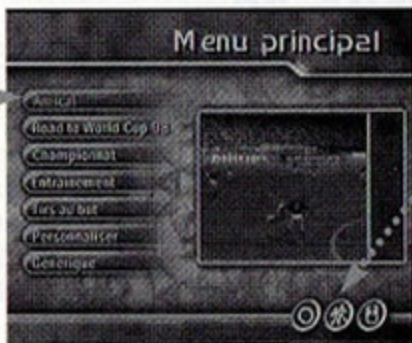 Menu principal
Amical
Road to World Cup 98
Championnat
Entraînement
Tirs au but
Personnaliser
Générique